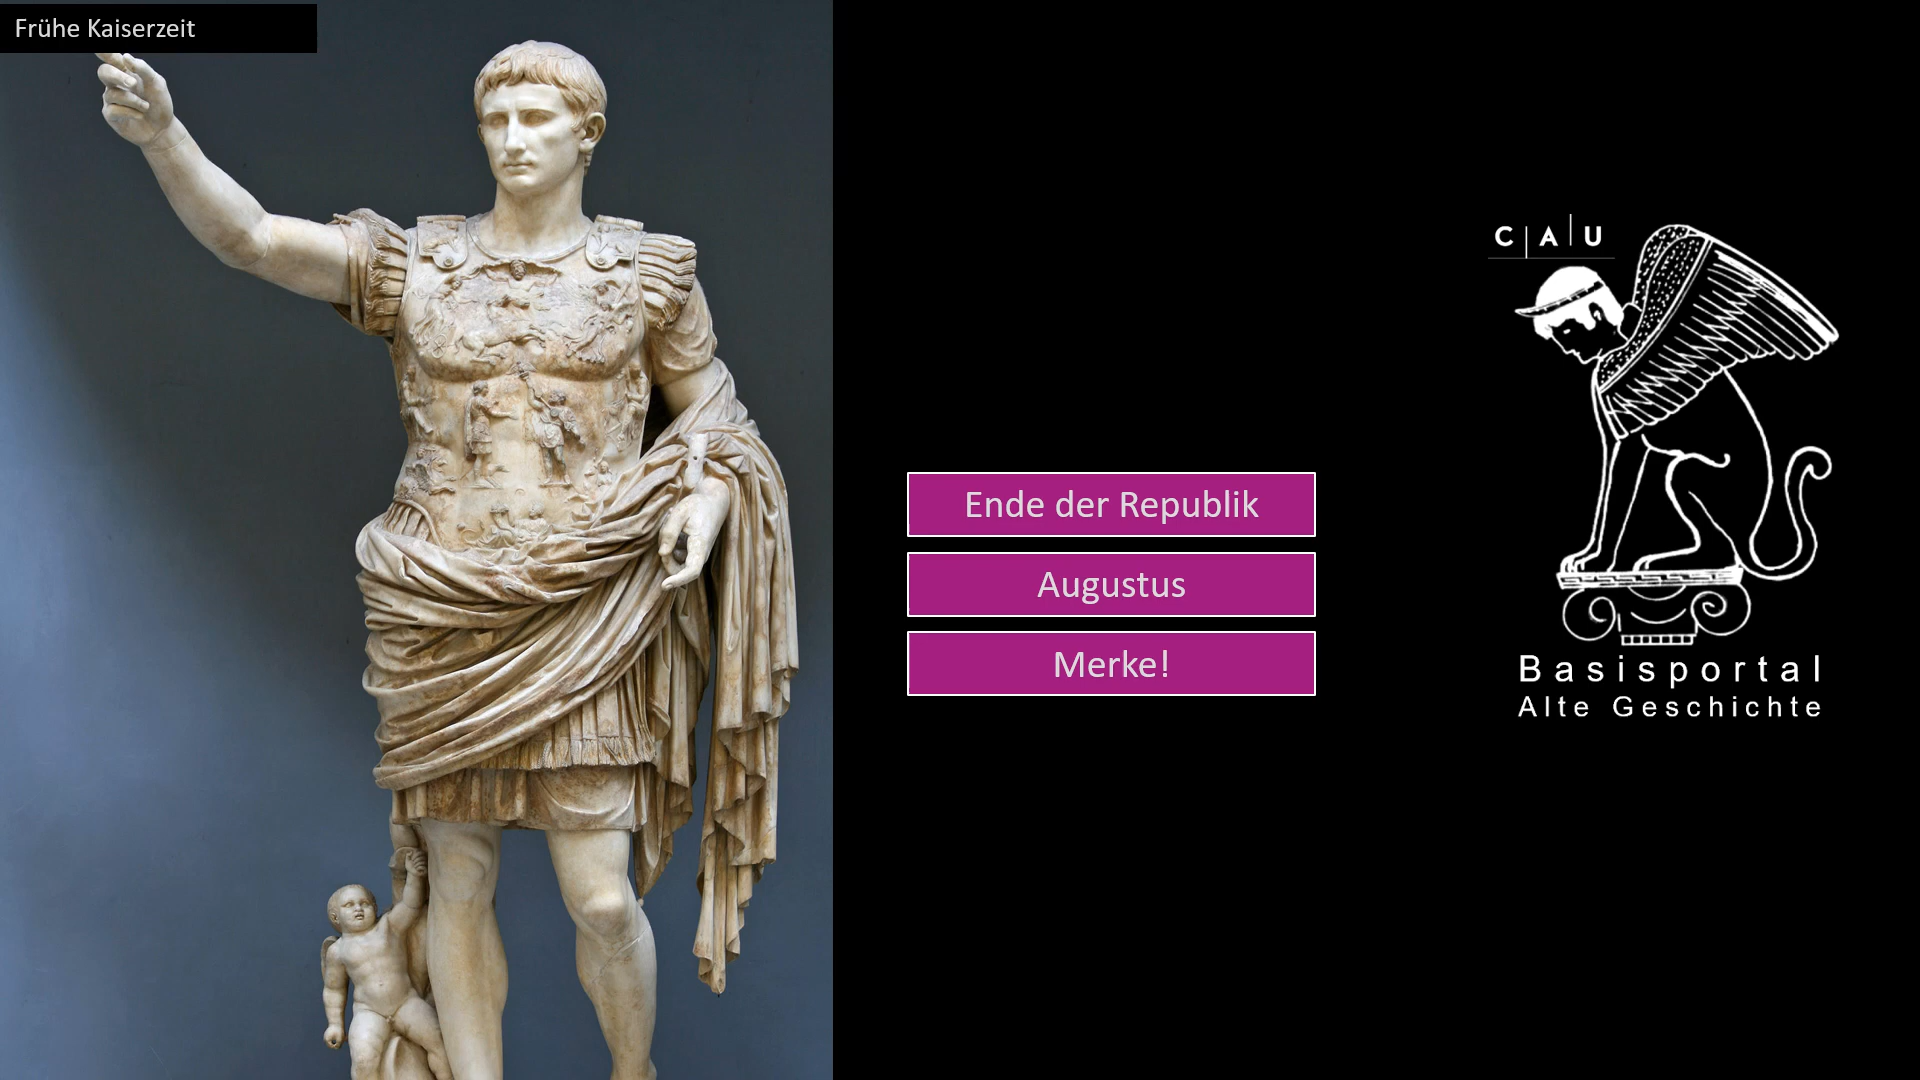 Frühe Kaiserzeit
Ende der Republik
Augustus
Merke!
C|A|U
Basisportal
Alte Geschichte